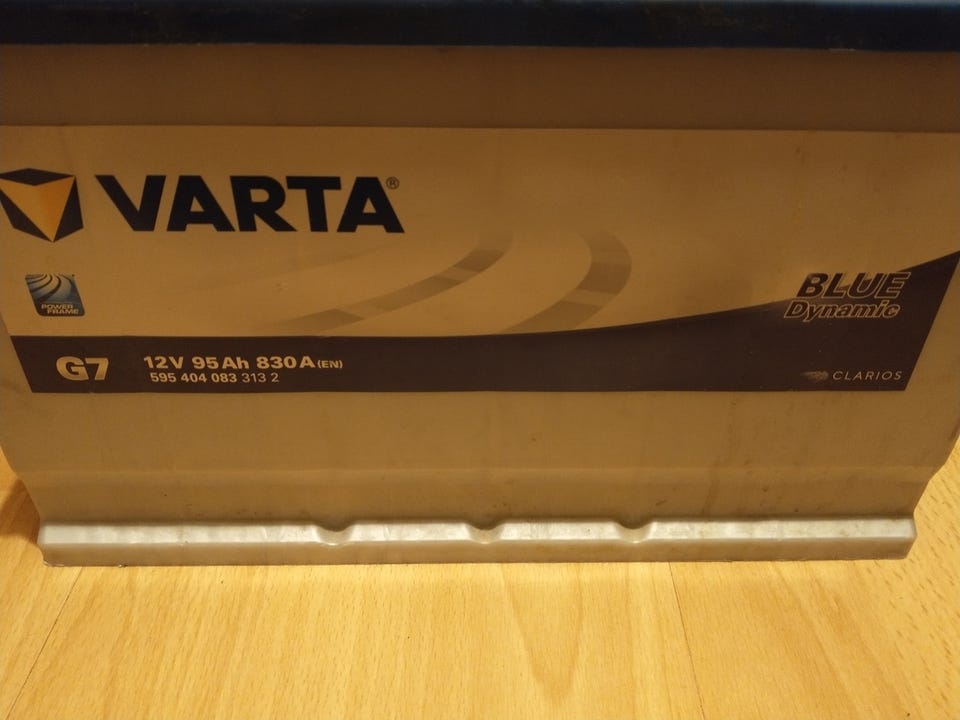 VARTA®
POWER
FRAME
BLUE
Dynamic
G7
12V 95Ah 830A (EN)
595 404 083 313 2
CLARIOS